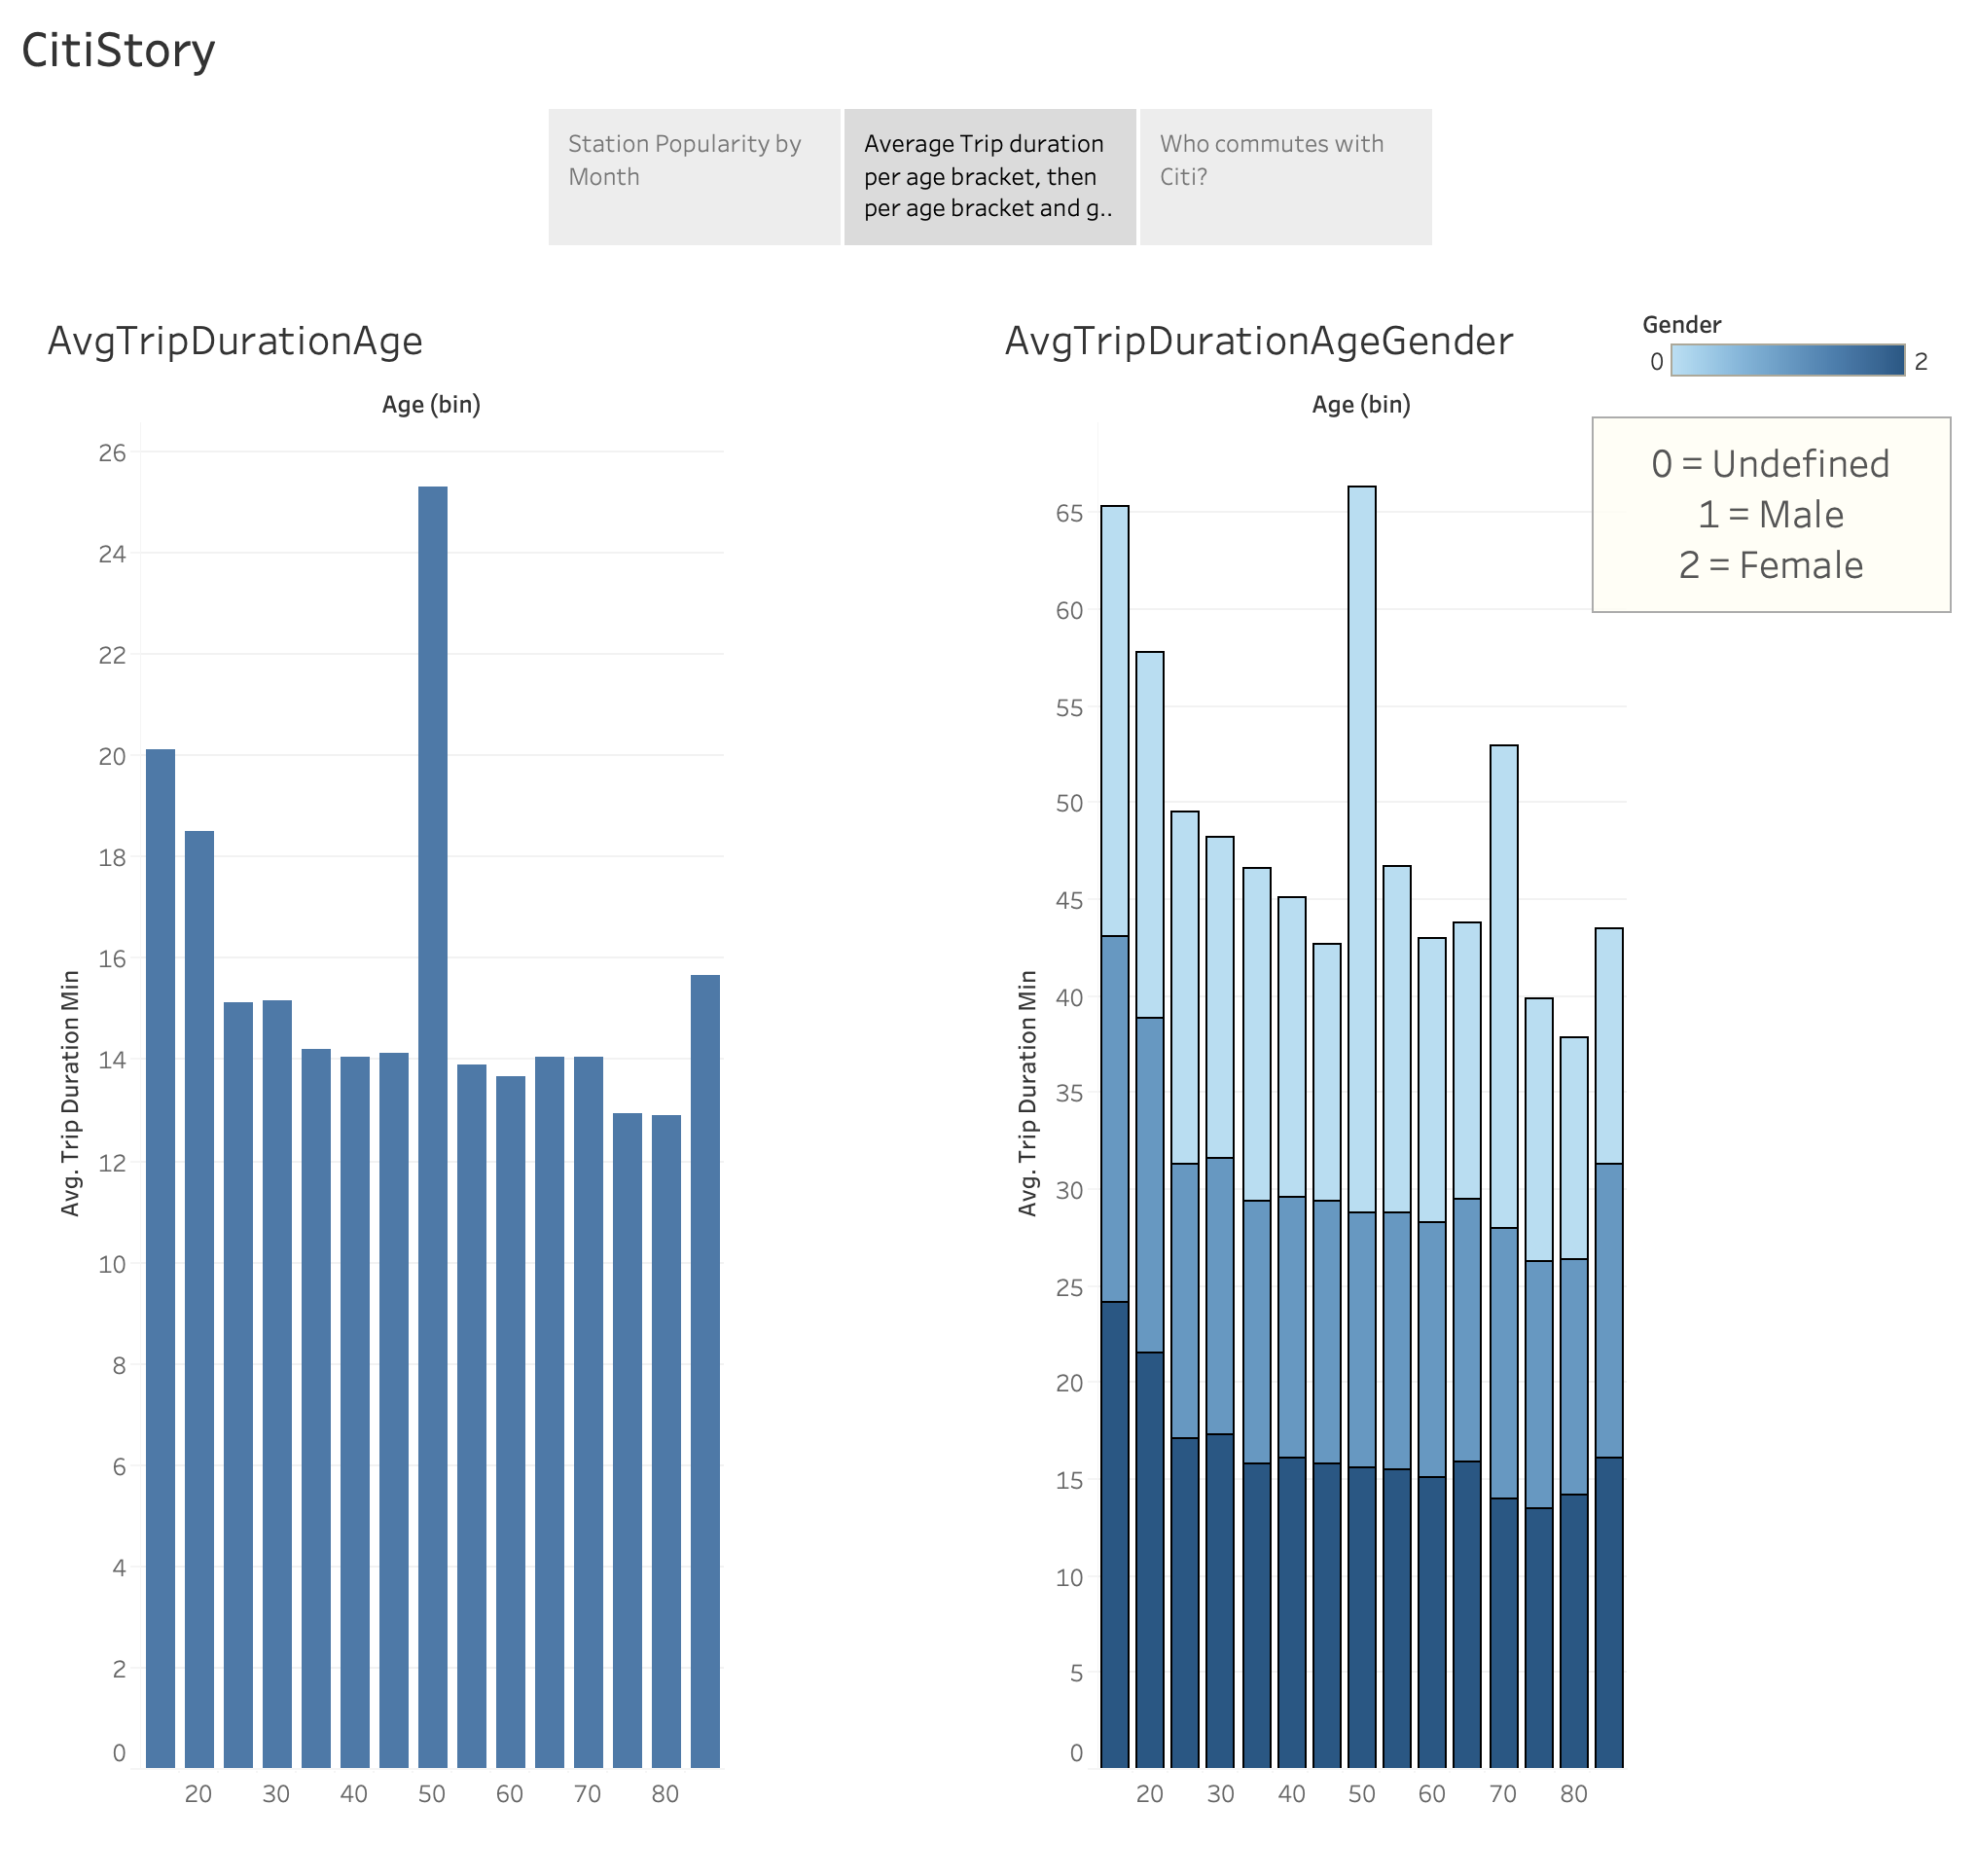 CitiStory
Station Popularity by
Month
Average Trip duration
per age bracket, then
per age bracket and g..
Who commutes with
Citi?
AvgTripDurationAge
Age (bin)
26
24
22
20
18
16
14
12
10
8
6
4
2
0
Avg. Trip Duration Min
20 30 40 50 60 70 80
AvgTripDurationAgeGender
Age (bin)
65
60
55
50
45
40
35
30
25
20
15
10
5
0
Avg. Trip Duration Min
20 30 40 50 60 70 80
Gender
0 2
0 = Undefined
1 = Male
2 = Female